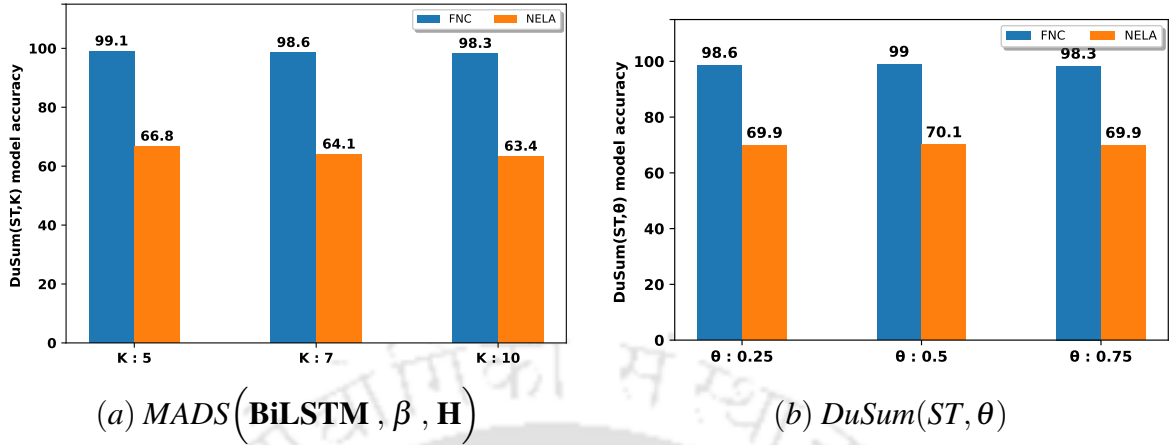 FNC NELA
DuSum(ST,K) model accuracy
100
80
60
40
20
0
99.1 98.6 98.3
66.8 64.1 63.4
K : 5 K : 7 K : 10
(a) MADS(BiLSTM , β , H)
FNC NELA
DuSum(ST,θ) model accuracy
100
80
60
40
20
0
98.6 99 98.3
69.9 70.1 69.9
θ : 0.25 θ : 0.5 θ : 0.75
(b) DuSum(ST, θ)